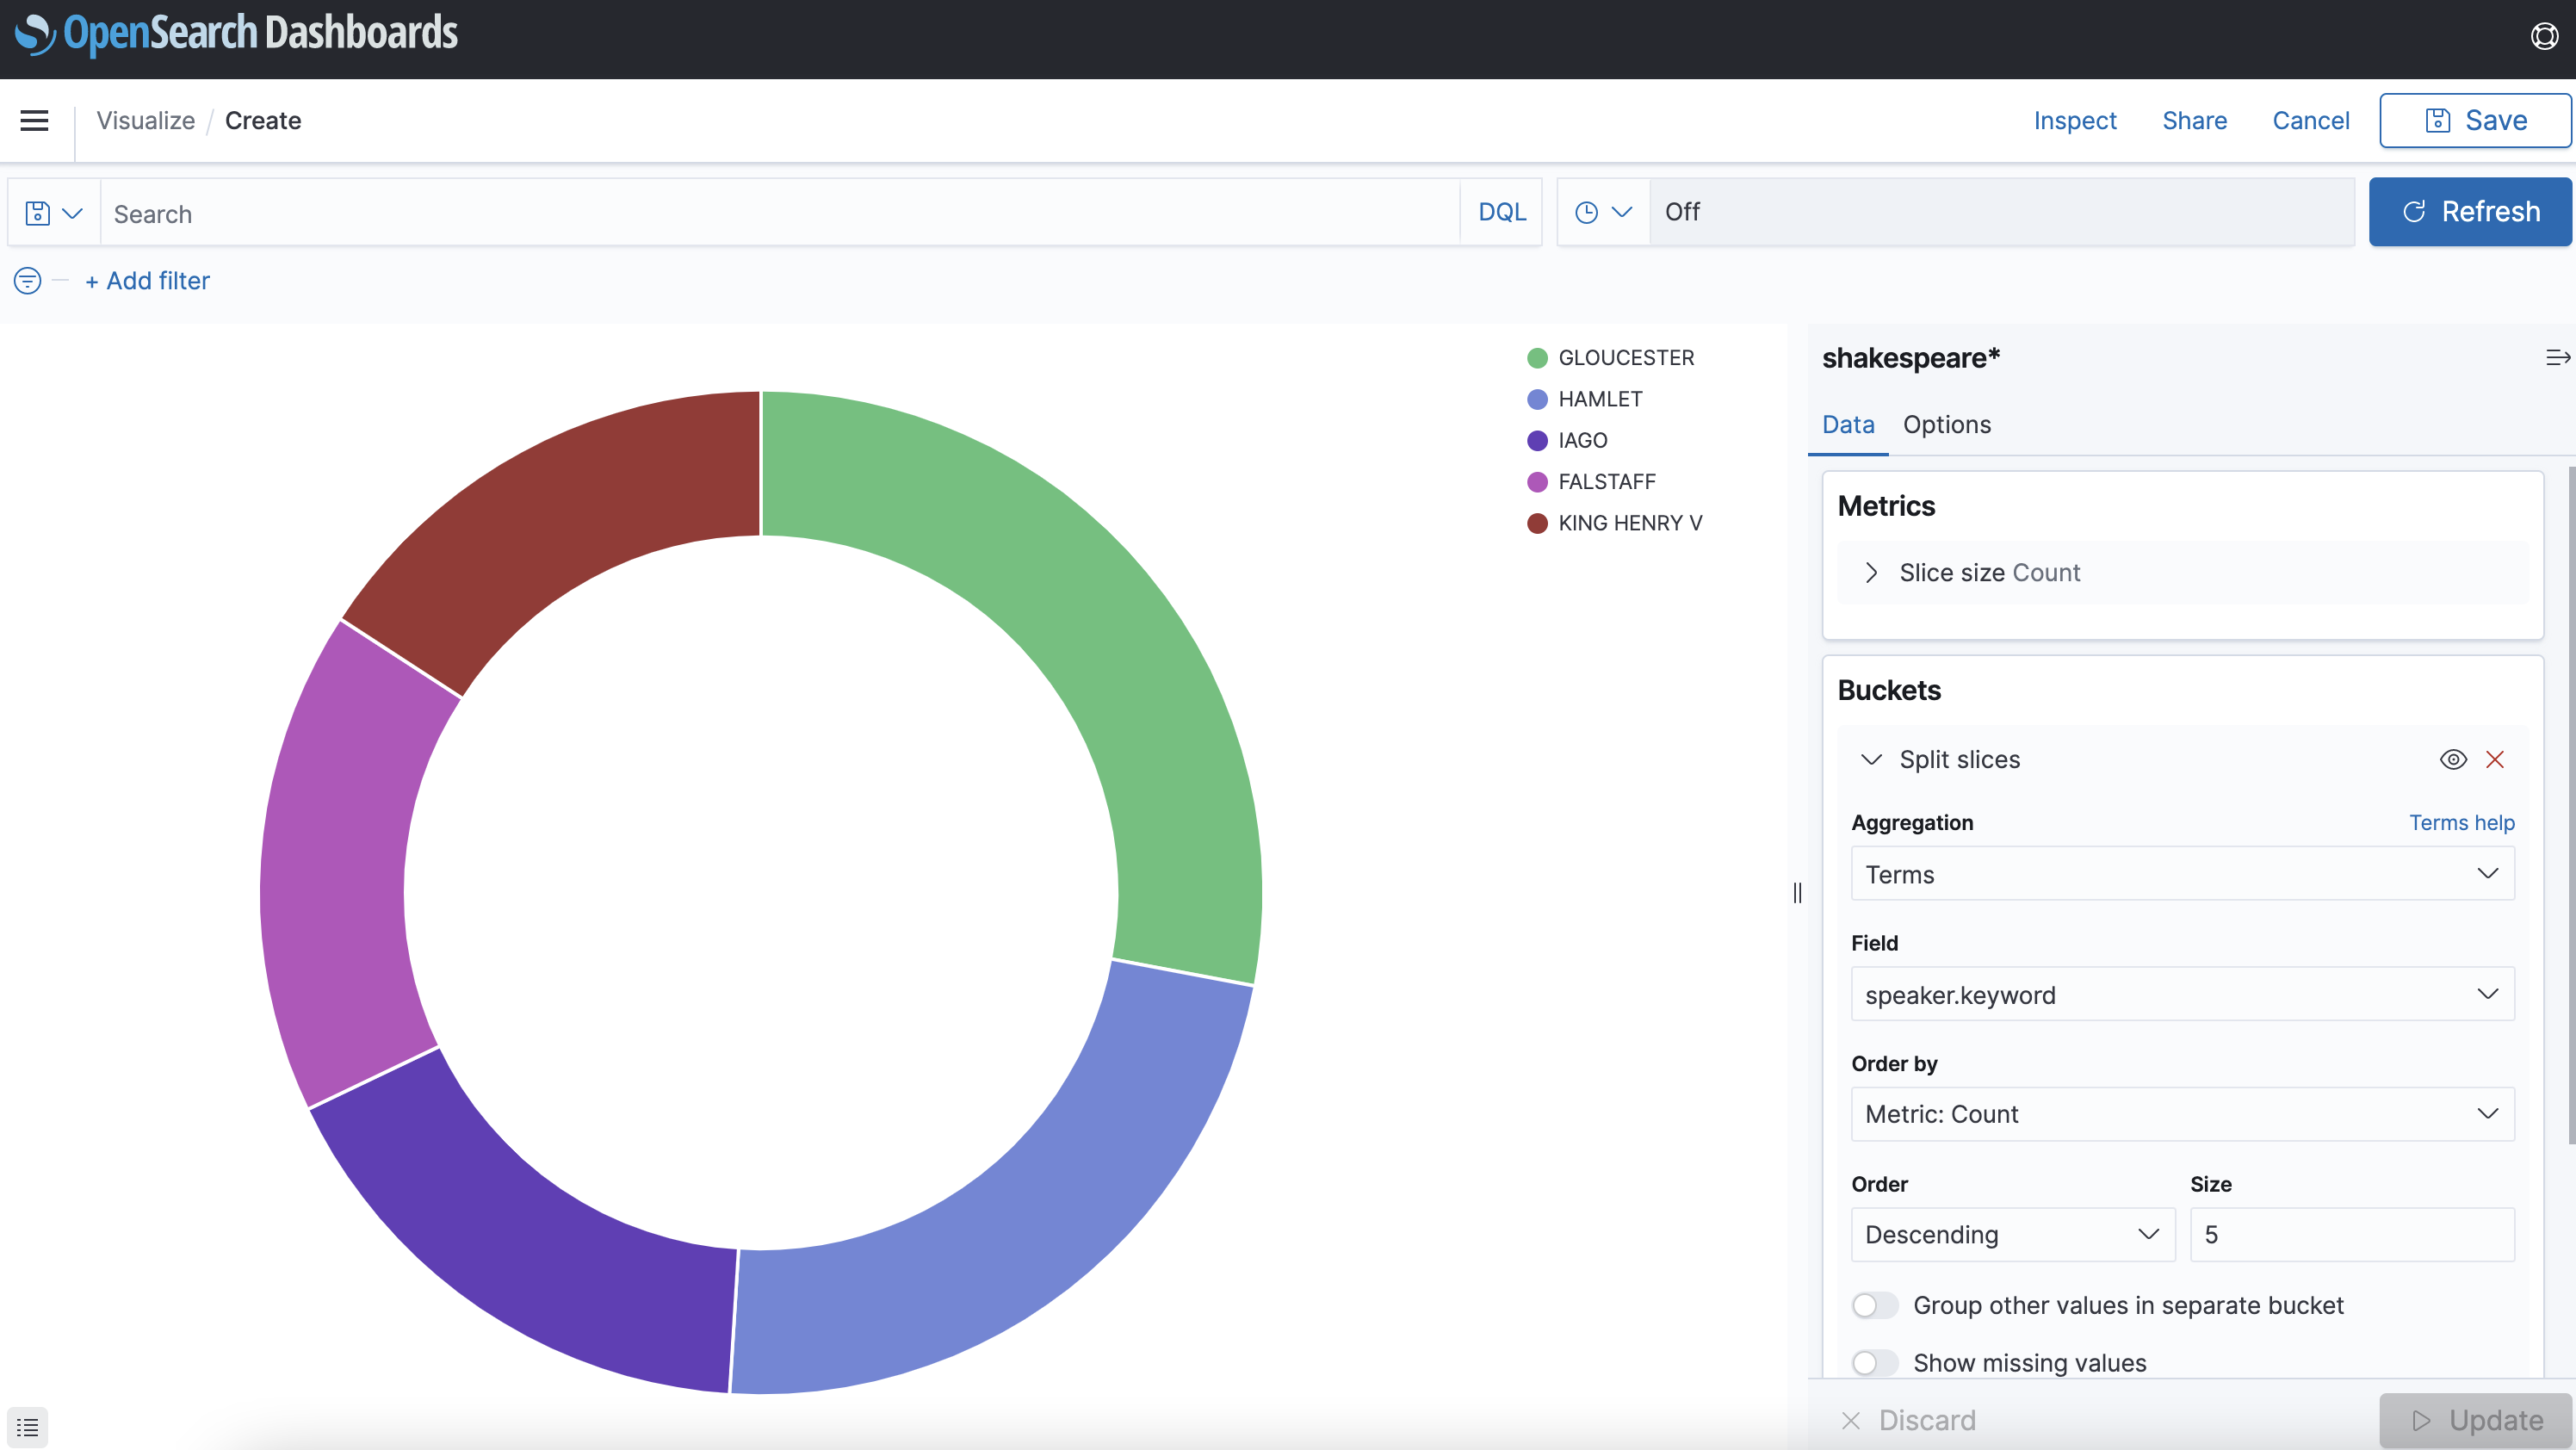 OpenSearch Dashboards
Visualize / Create
Inspect Share Cancel Save
Search DQL Off Refresh
+ Add filter
GLOUCESTER
HAMLET
IAGO
FALSTAFF
KING HENRY V
shakespeare*
Data Options
Metrics
Slice size Count
Buckets
Split slices
Aggregation Terms help
Terms
Field
speaker.keyword
Order by
Metric: Count
Order Size
Descending 5
Group other values in separate bucket
Show missing values
Discard Update